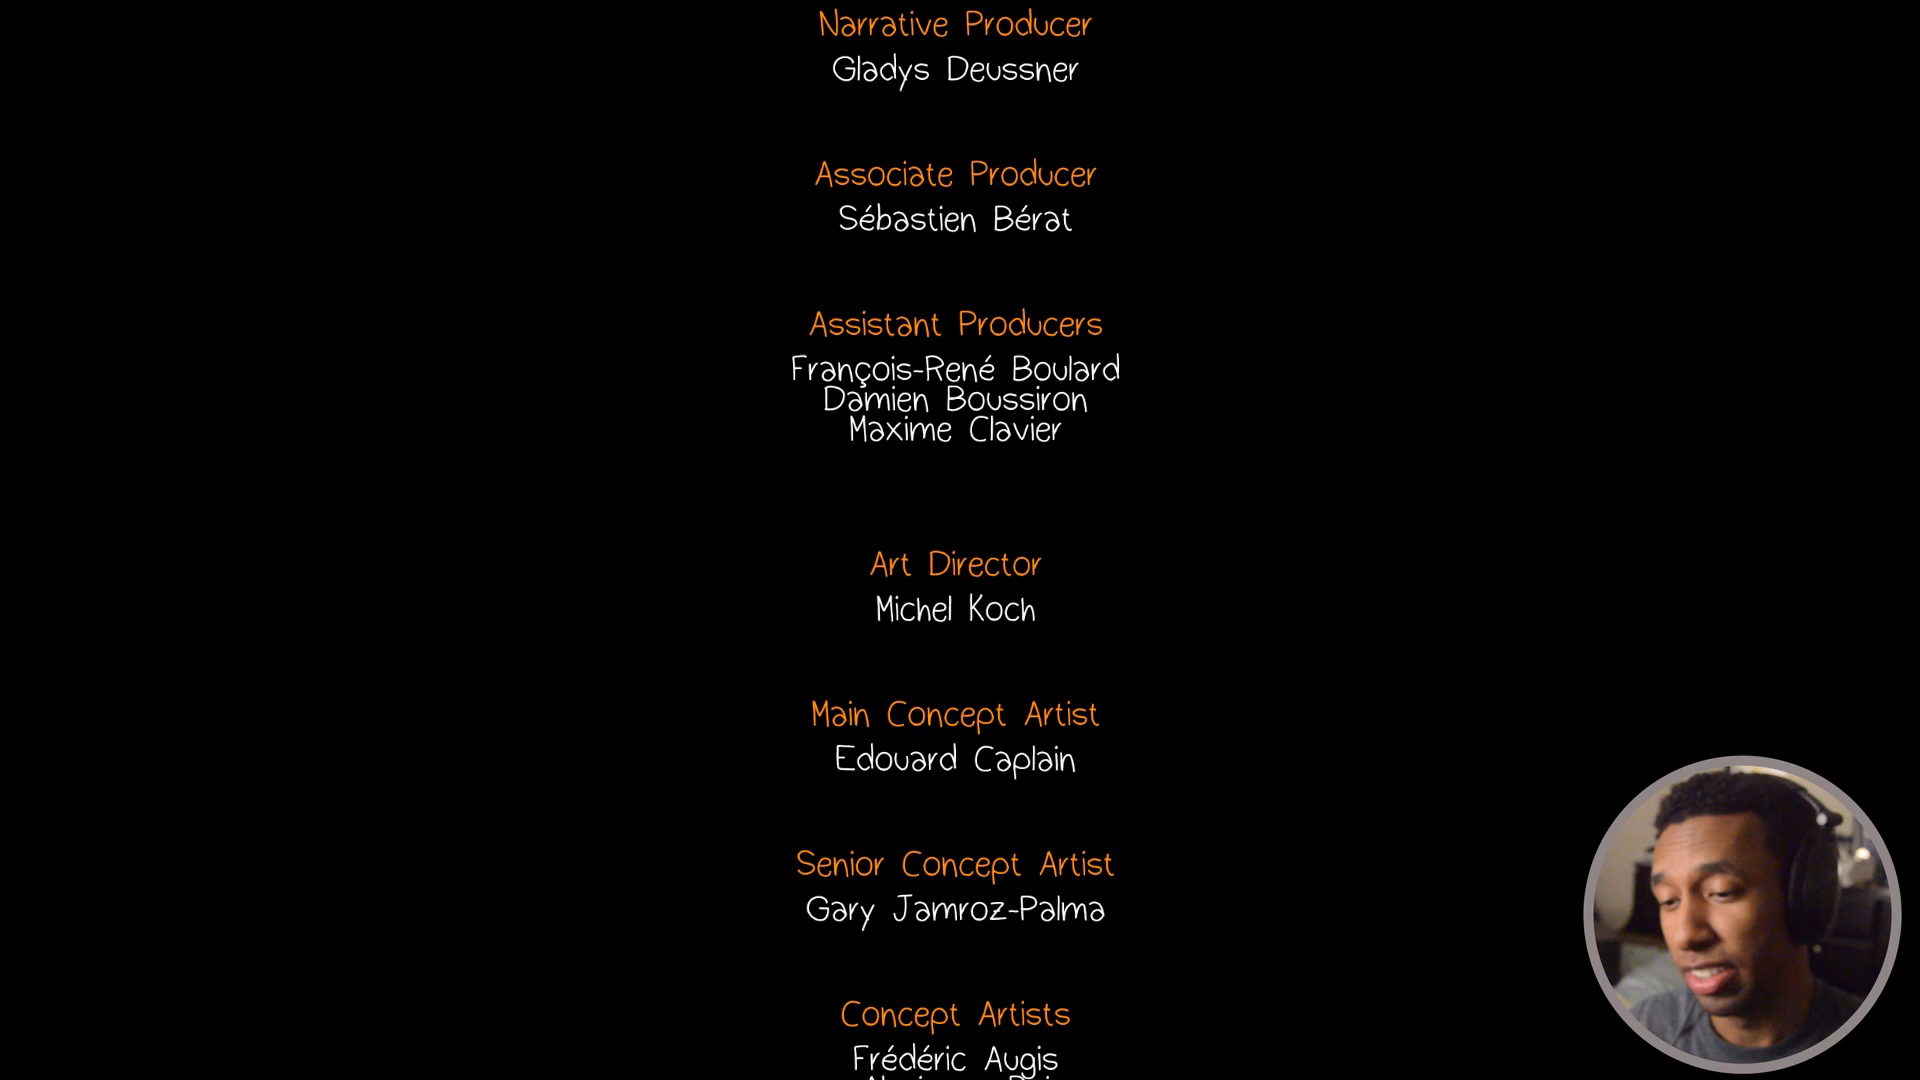 Narrative Producer
Gladys Deussner
Associate Producer
Sébastien Bérat
Assistant Producers
François-René Boulard
Damien Boussiron
Maxime Clavier
Art Director
Michel Koch
Main Concept Artist
Edouard Caplain
Senior Concept Artist
Gary Jamroz-Palma
Concept Artists
Frédéric Augis